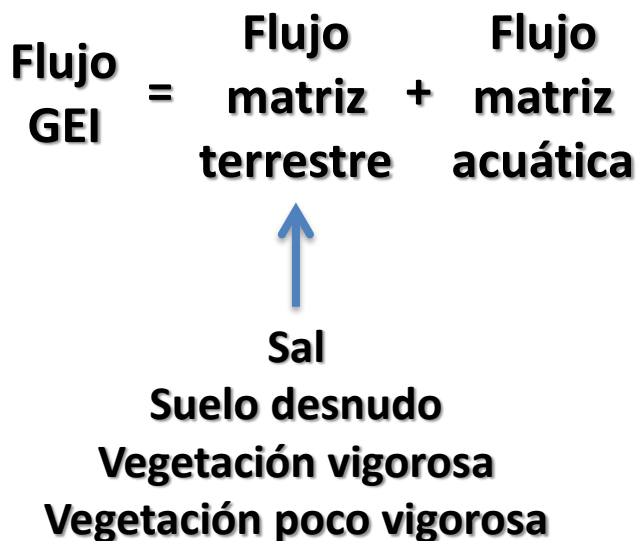 Flujo GEI = Flujo matriz terrestre + Flujo matriz acuática
Sal
Suelo desnudo
Vegetación vigorosa
Vegetación poco vigorosa